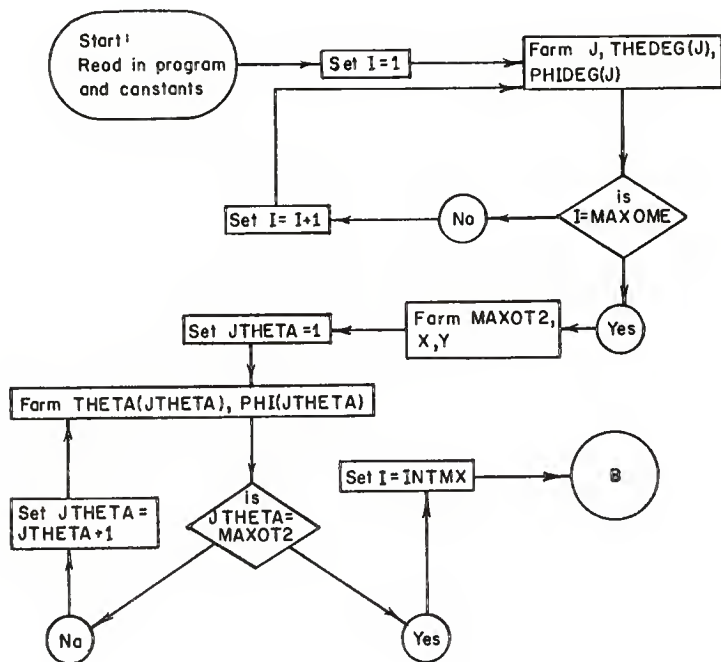 Start:
Read in program
and constants
Set I=1
Form J, THEDEG(J),
PHIDEG(J)
is
I=MAXOME
No
Set I= I+1
Yes
Form MAXOT2,
X,Y
Set JTHETA=1
Form THETA(JTHETA), PHI(JTHETA)
is
JTHETA=
MAXOT2
Set JTHETA=
JTHETA+1
No
Yes
Set I=INTMX
B